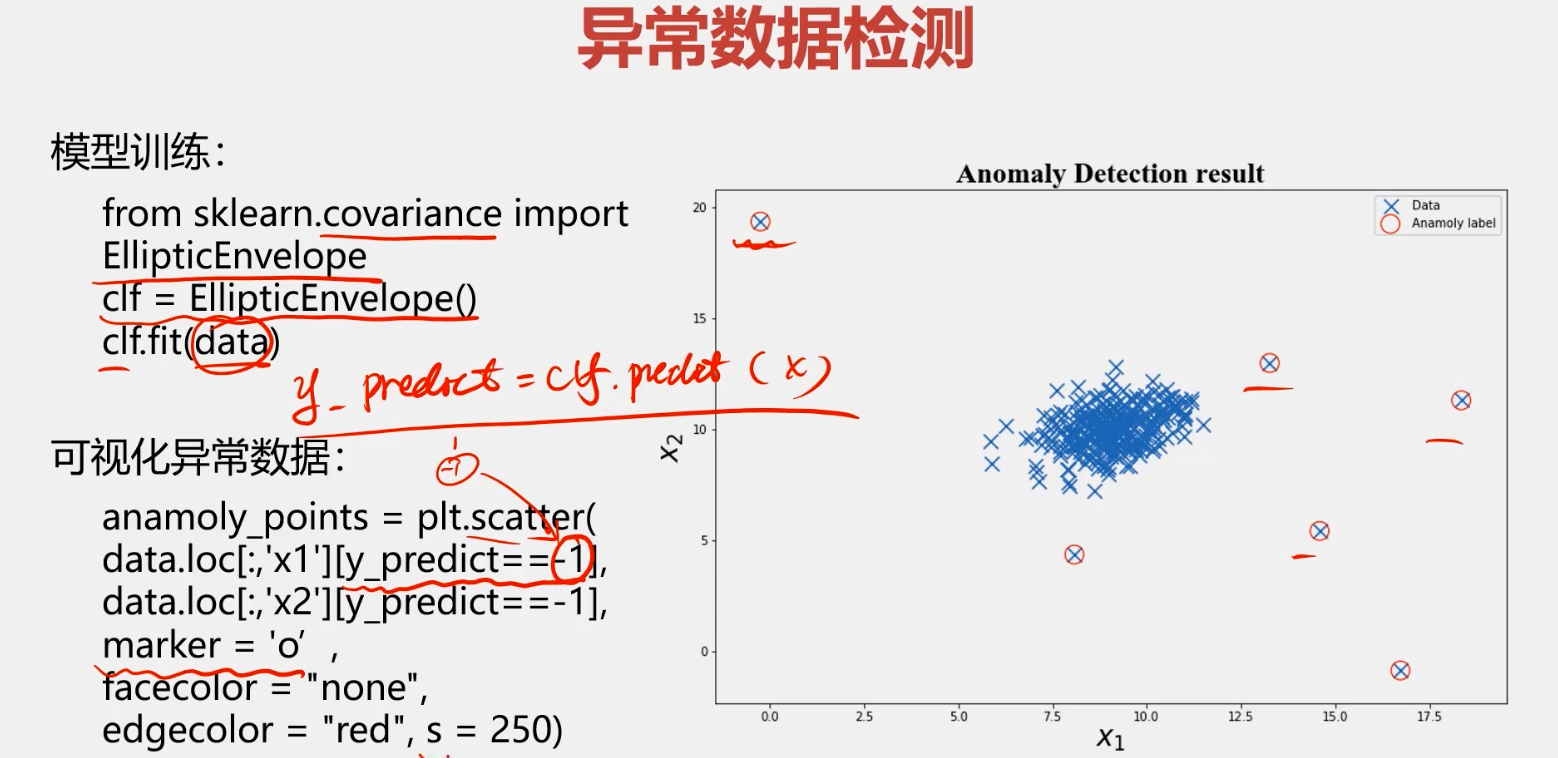 异常数据检测
模型训练：
from sklearn.covariance import
EllipticEnvelope
clf = EllipticEnvelope()
clf.fit(data)
y_predict = clf.predct (x)
可视化异常数据：
-1
anamoly_points = plt.scatter(
data.loc[:,'x1'][y_predict==-1],
data.loc[:,'x2'][y_predict==-1],
marker = 'o' ,
facecolor = "none",
edgecolor = "red", s = 250)
Anomaly Detection result
Data
Anamoly label
20
15
10
5
0
x2
0.0 2.5 5.0 7.5 10.0 12.5 15.0 17.5
x1